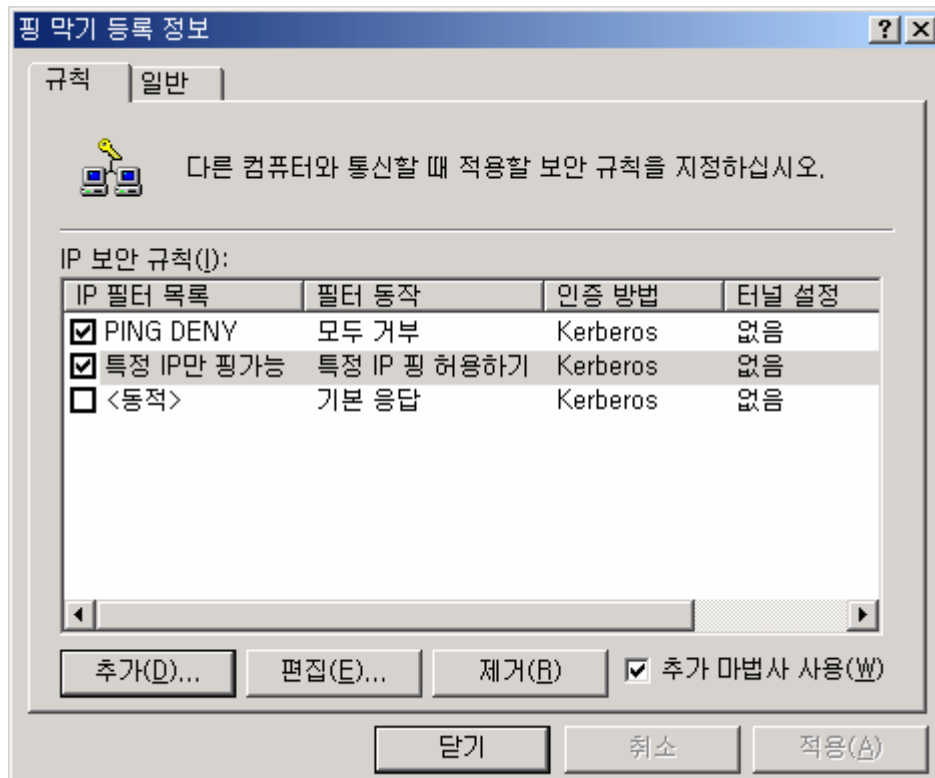 핑 막기 등록 정보
규칙 일반
다른 컴퓨터와 통신할 때 적용할 보안 규칙을 지정하십시오.
IP 보안 규칙(I):
IP 필터 목록 필터 동작 인증 방법 터널 설정
PING DENY 모두 거부 Kerberos 없음
특정 IP만 핑가능 특정 IP 핑 허용하기 Kerberos 없음
<동적> 기본 응답 Kerberos 없음
추가(D)... 편집(E)... 제거(R) 추가 마법사 사용(W)
닫기 취소 적용(A)